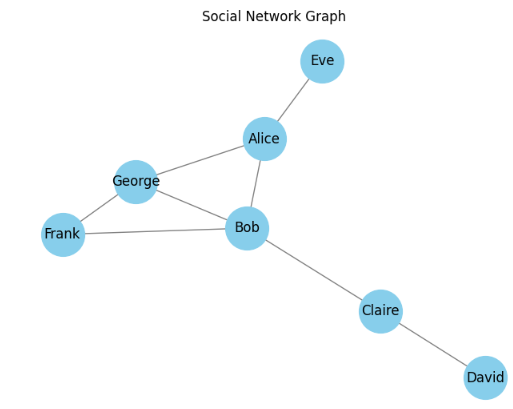 Social Network Graph
Eve
Alice
George
Bob
Frank
Claire
David